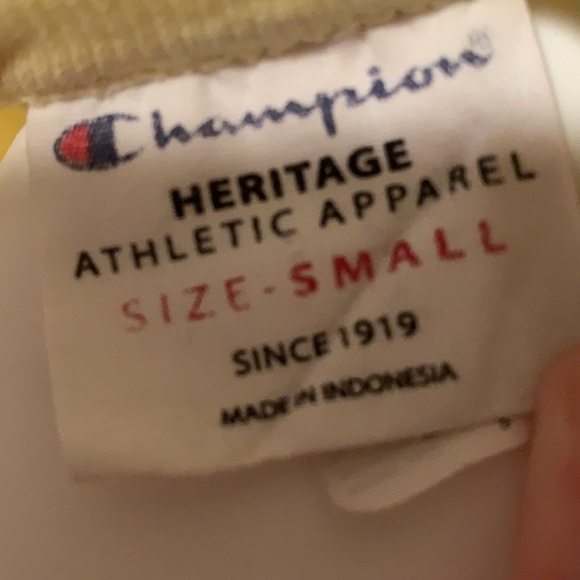 Champion®
HERITAGE
ATHLETIC APPAREL
SIZE-SMALL
SINCE 1919
MADE IN INDONESIA